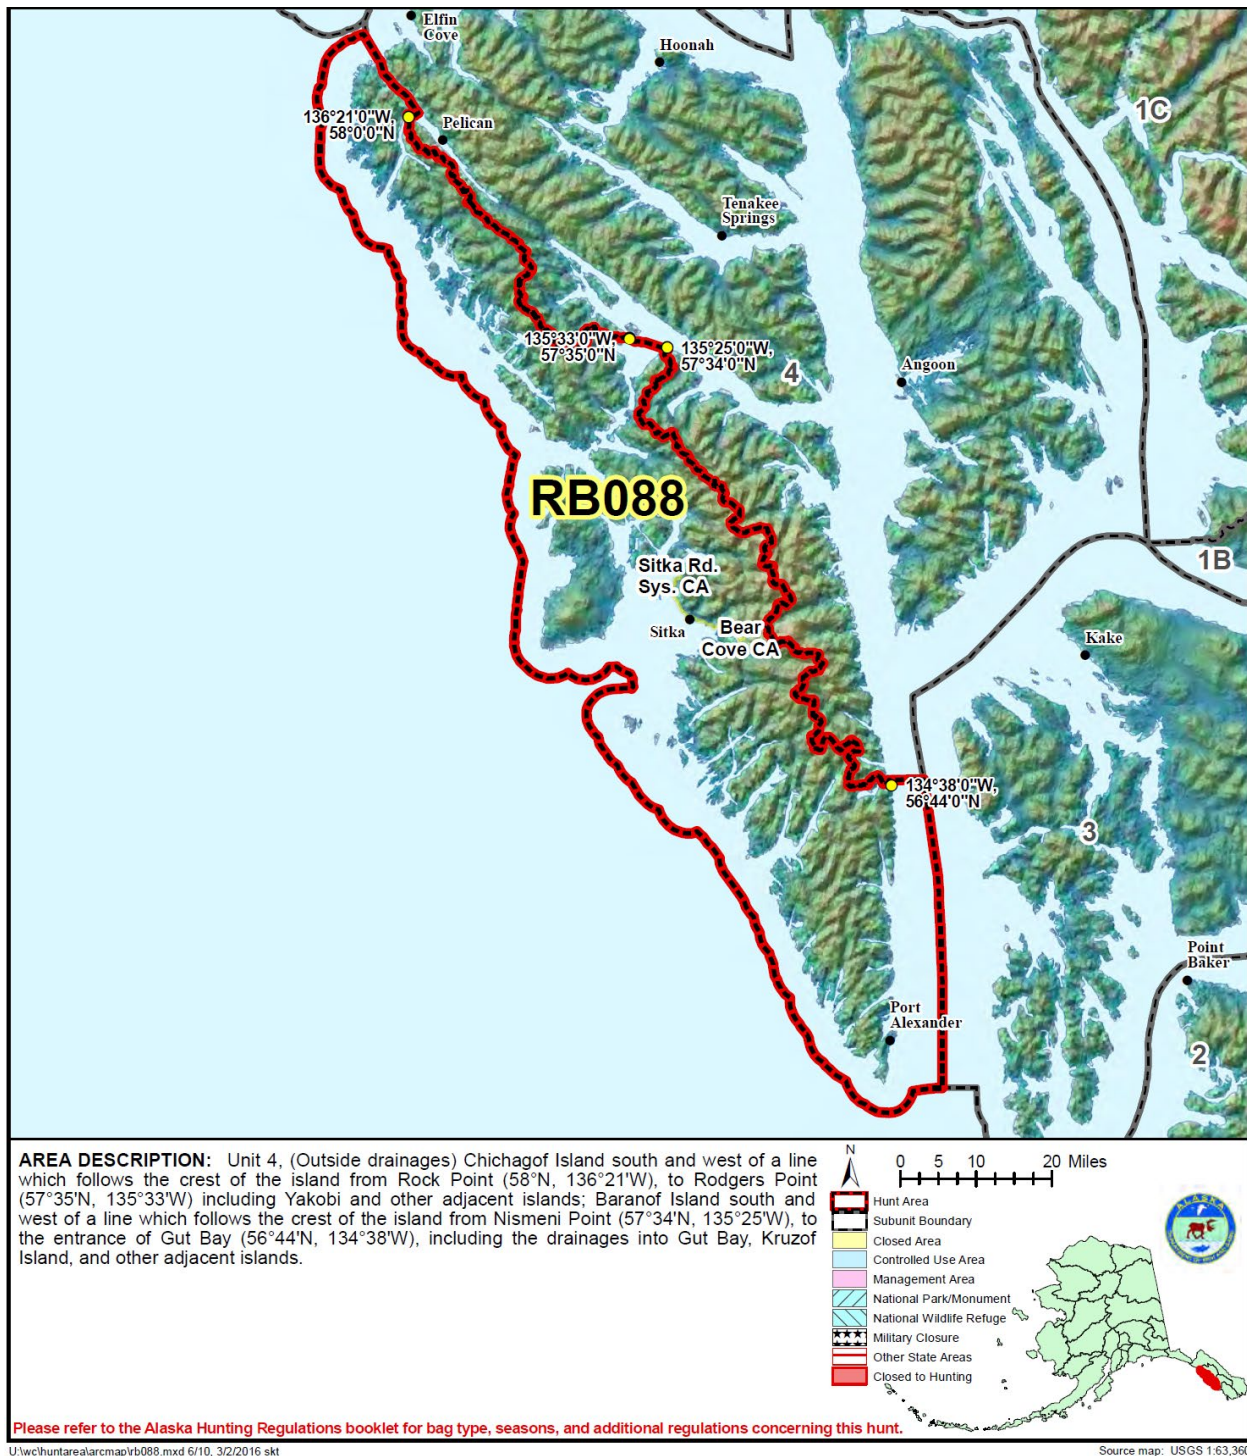 Elfin
Cove
Hoonah
1C
136°21'0"W,
58°0'0"N
Pelican
Tenakee
Springs
135°33'0"W,
57°35'0"N
135°25'0"W,
57°34'0"N
4
Angoon
RB088
1B
Sitka Rd.
Sys. CA
Sitka
Bear
Cove CA
Kake
134°38'0"W,
56°44'0"N
3
Point
Baker
Port
Alexander
2
AREA DESCRIPTION: Unit 4, (Outside drainages) Chichagof Island south and west of a line
which follows the crest of the island from Rock Point (58°N, 136°21'W), to Rodgers Point
(57°35'N, 135°33'W) including Yakobi and other adjacent islands; Baranof Island south and
west of a line which follows the crest of the island from Nismeni Point (57°34'N, 135°25'W), to
the entrance of Gut Bay (56°44'N, 134°38'W), including the drainages into Gut Bay, Kruzof
Island, and other adjacent islands.
N
0 5 10 20 Miles
Hunt Area
Subunit Boundary
Closed Area
Controlled Use Area
Management Area
National Park/Monument
National Wildlife Refuge
Military Closure
Other State Areas
Closed to Hunting
ALASKA
Please refer to the Alaska Hunting Regulations booklet for bag type, seasons, and additional regulations concerning this hunt.
U:\wc\huntarea\arcmap\rb088.mxd 6/10, 3/2/2016 skt
Source map: USGS 1:63,360